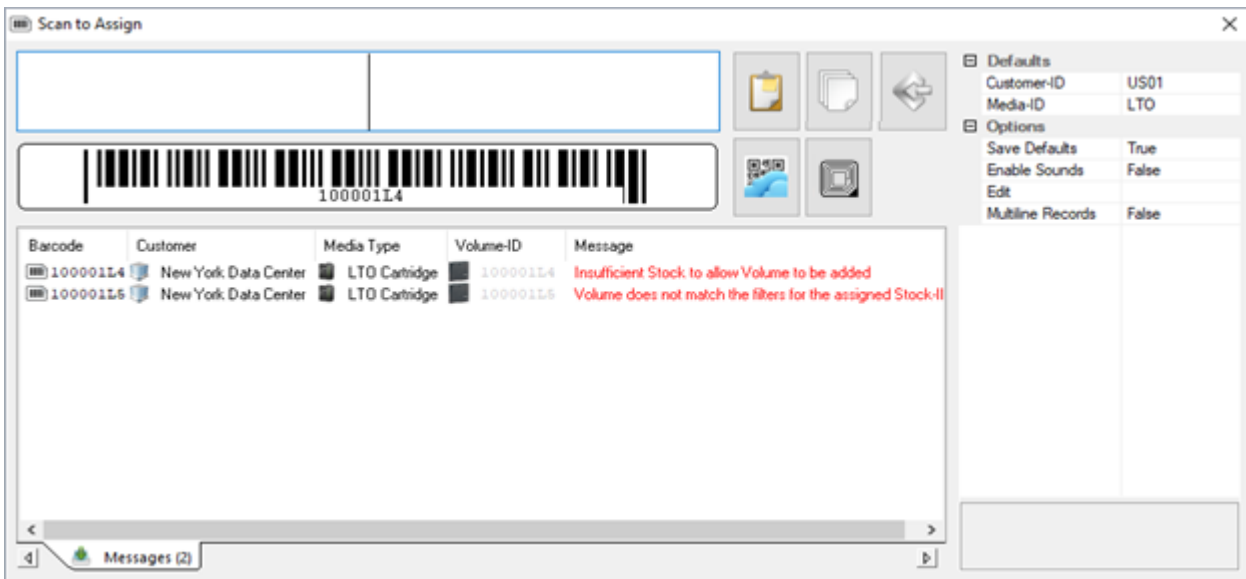 Scan to Assign
100001L4
Barcode Customer Media Type Volume-ID Message
100001L4 New York Data Center LTO Cartridge 100001L4 Insufficient Stock to allow Volume to be added
100001L5 New York Data Center LTO Cartridge 100001L5 Volume does not match the filters for the assigned Stock-II
Messages (2)
Defaults
Customer-ID US01
Media-ID LTO
Options
Save Defaults True
Enable Sounds False
Edit
Multiline Records False